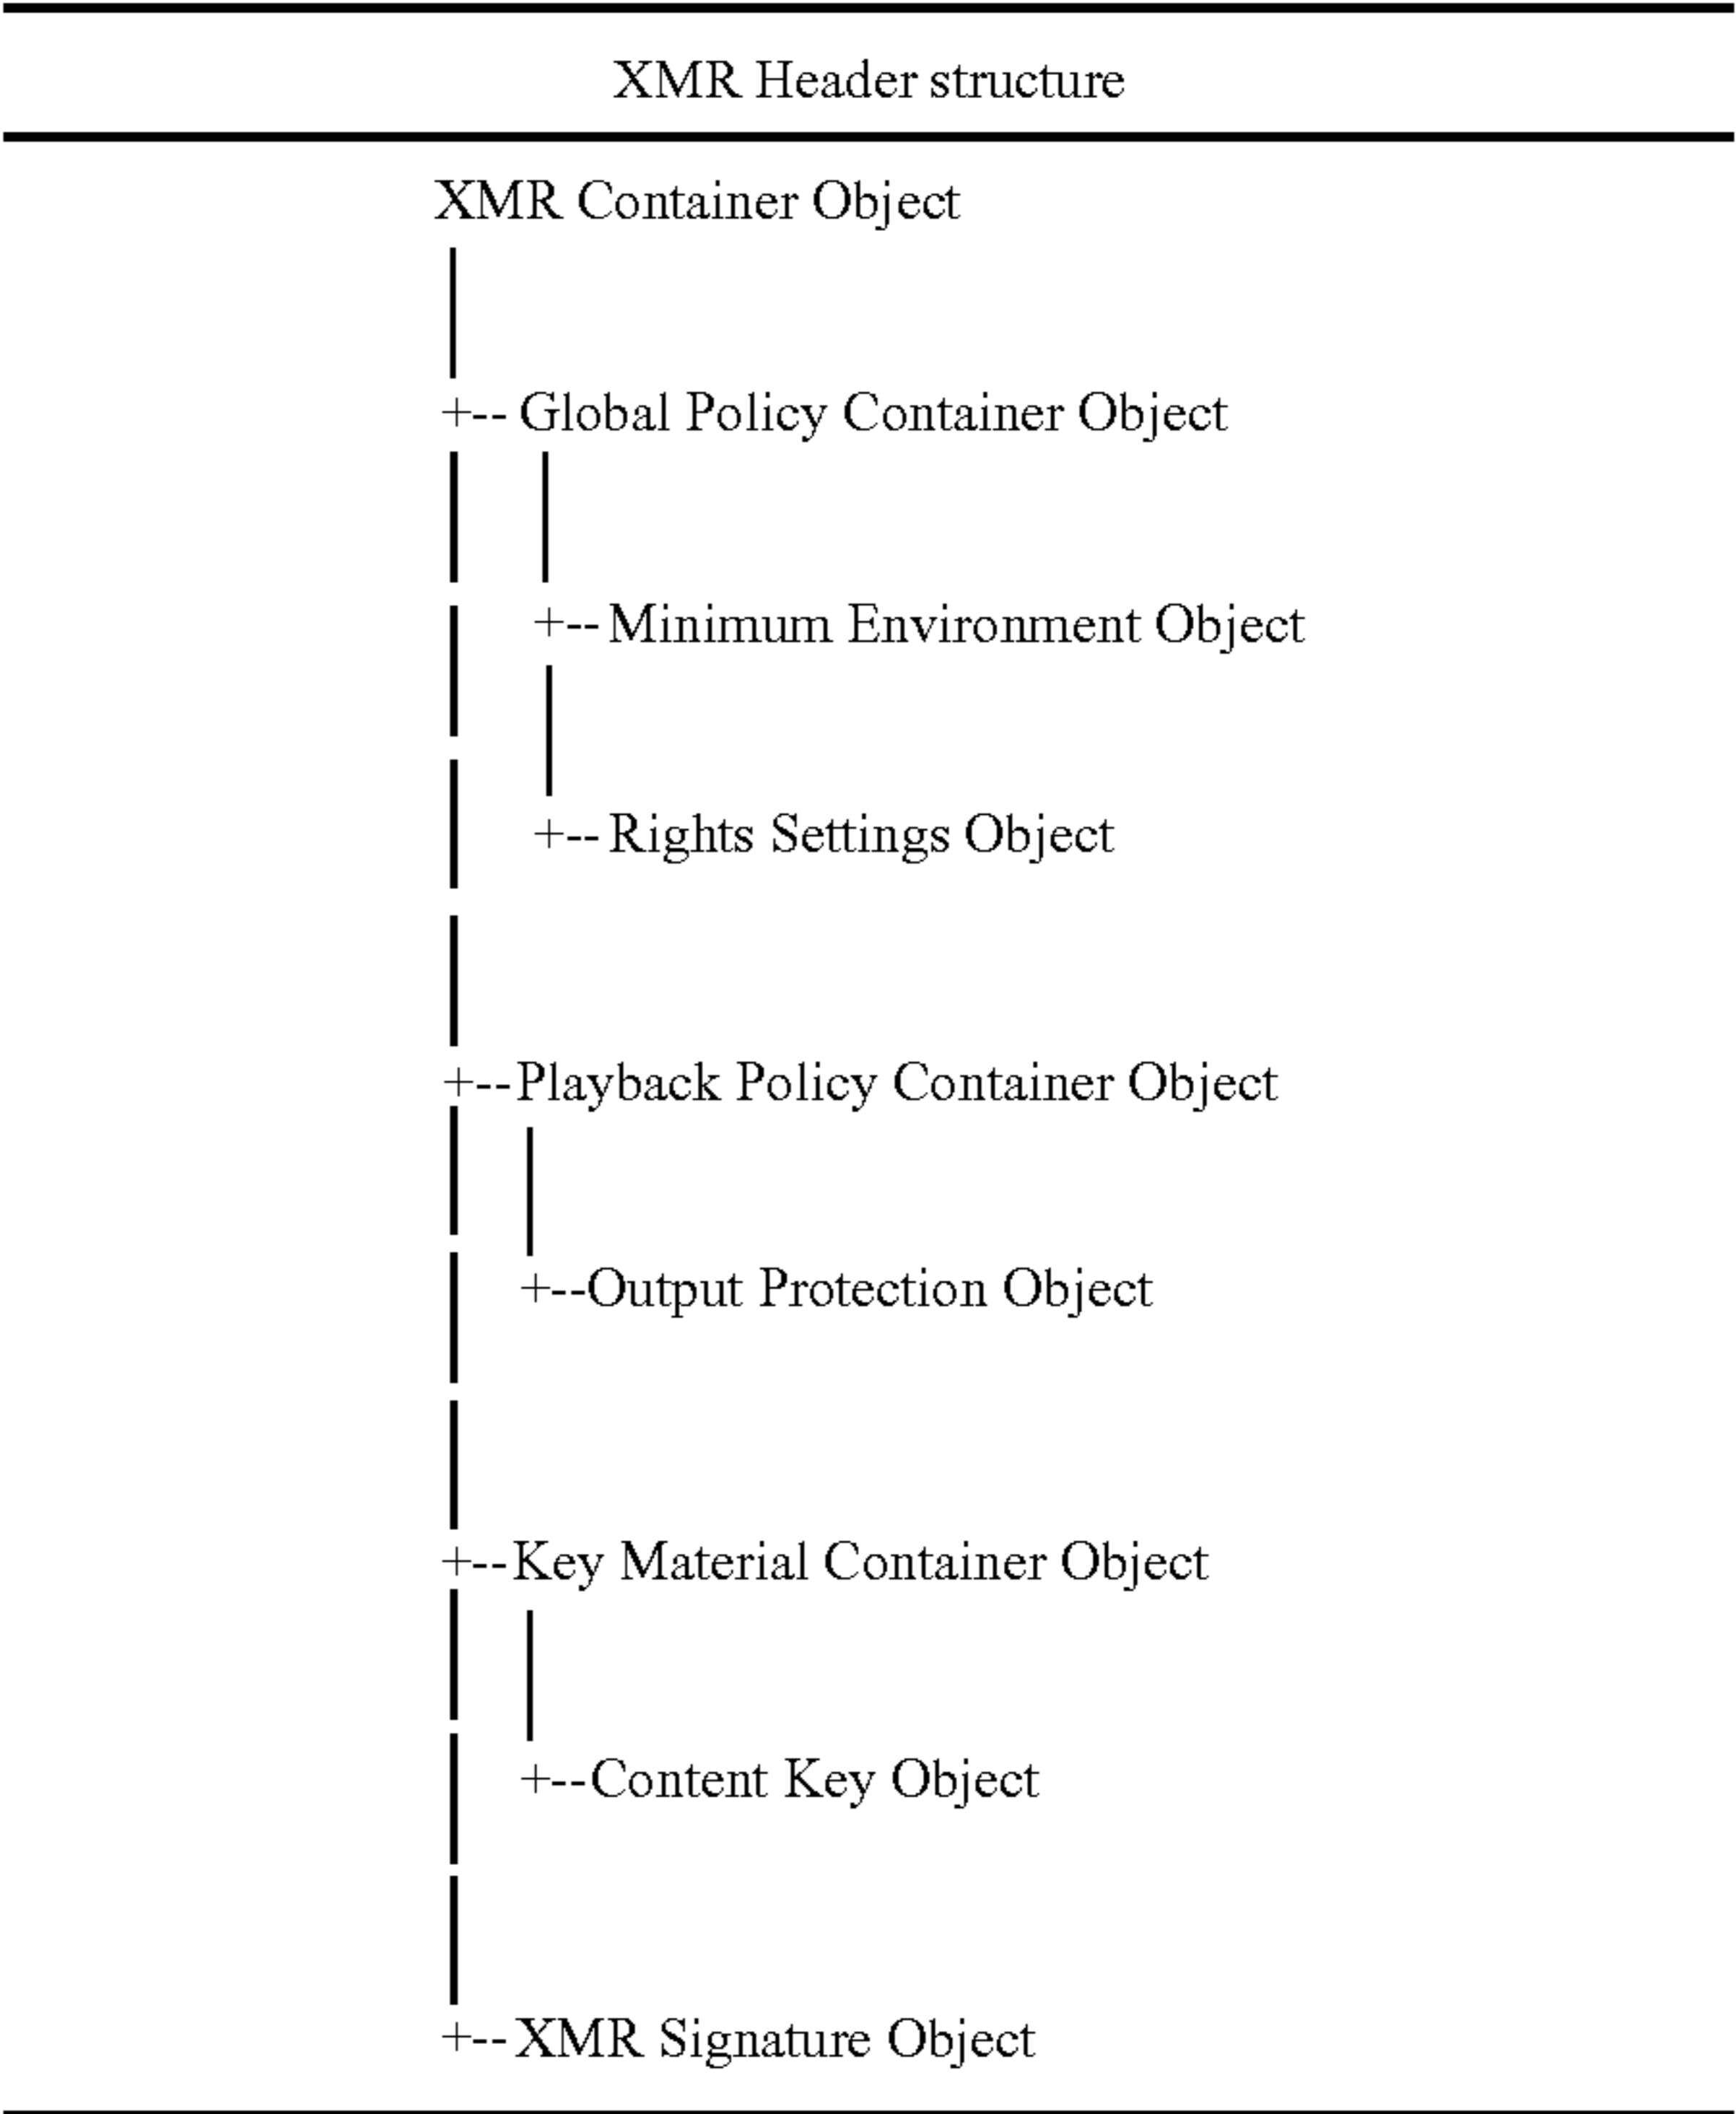 XMR Header structure
XMR Container Object
+-- Global Policy Container Object
+-- Minimum Environment Object
+-- Rights Settings Object
+-- Playback Policy Container Object
+-- Output Protection Object
+-- Key Material Container Object
+-- Content Key Object
+-- XMR Signature Object